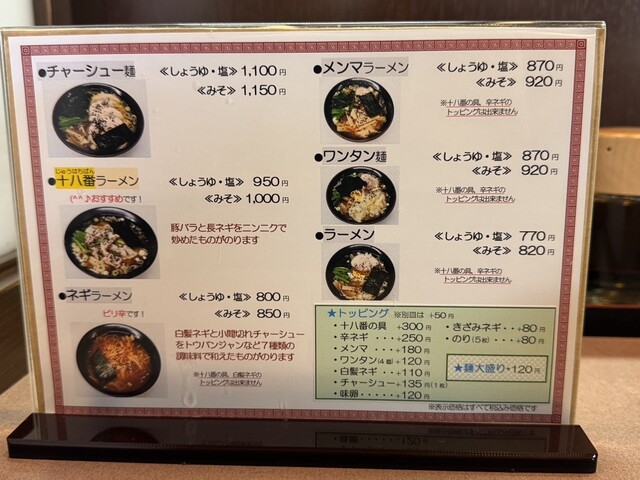 ●チャーシュー麺
≪しょうゆ・塩≫ 1,100円
≪みそ≫ 1,150円
じゅうはちばん
●十八番ラーメン
(^^♪おすすめです!
≪しょうゆ・塩≫ 950円
≪みそ≫ 1,000円
豚バラと長ネギをニンニクで
炒めたものがのります
●ネギラーメン
ピリ辛です!
≪しょうゆ・塩≫ 800円
≪みそ≫ 850円
白髪ネギと小間切れチャーシュー
をトウバンジャンなど7種類の
調味料で和えたものがのります
※十八番の具、白髪ネギの
トッピングは出来ません
●メンマラーメン
≪しょうゆ・塩≫ 870円
≪みそ≫ 920円
※十八番の具、辛ネギの
トッピングは出来ません
●ワンタン麺
≪しょうゆ・塩≫ 870円
≪みそ≫ 920円
※十八番の具、辛ネギの
トッピングは出来ません
●ラーメン
≪しょうゆ・塩≫ 770円
≪みそ≫ 820円
※十八番の具、辛ネギの
トッピングは出来ません
★トッピング ※別皿は +50円
・十八番の具 +300円
・辛ネギ・・・・+250円
・メンマ・・・・+180円
・ワンタン(4個)+120円
・白髪ネギ・・+110円
・チャーシュー+135円(1枚)
・味卵・・・・・+120円
・きざみネギ・・+80円
・のり(5枚)・・+80円
★麺大盛り+120円
※表示価格はすべて税込み価格です